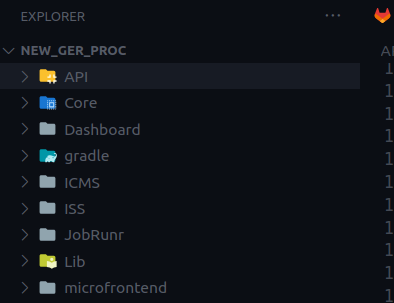 EXPLORER
NEW_GER_PROC
API
Core
Dashboard
gradle
ICMS
ISS
JobRunr
Lib
microfrontend